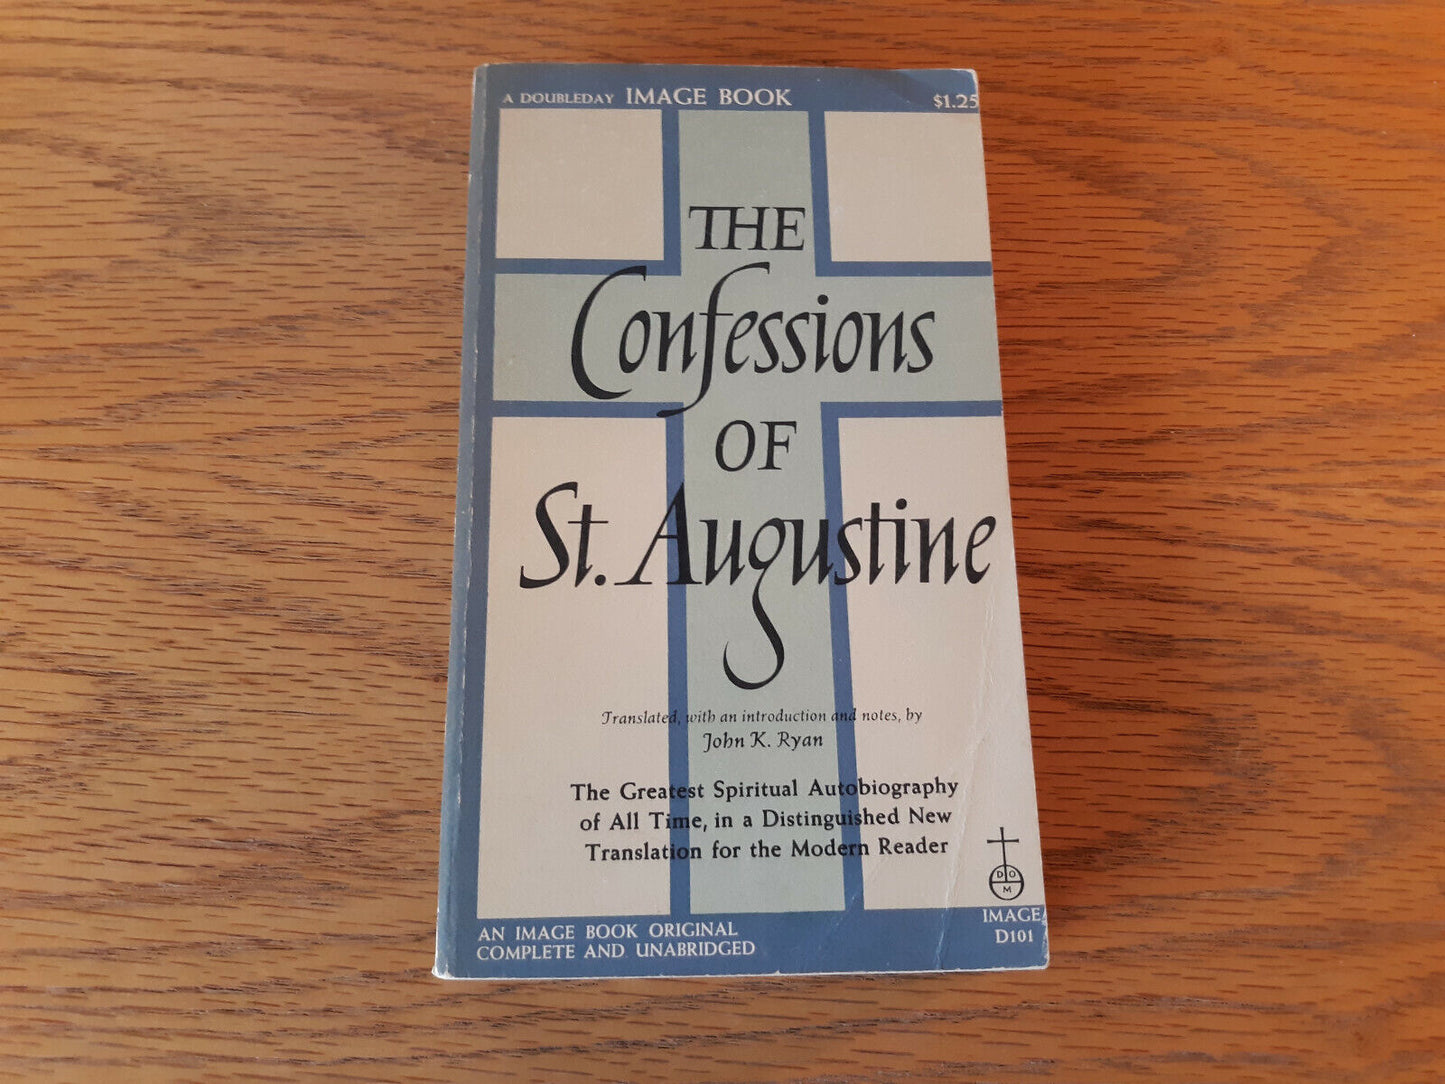 A DOUBLEDAY IMAGE BOOK $1.25
THE
Confessions
OF
St. Augustine
Translated, with an introduction and notes, by
John K. Ryan
The Greatest Spiritual Autobiography
of All Time, in a Distinguished New
Translation for the Modern Reader
D O
M
IMAGE
D101
AN IMAGE BOOK ORIGINAL
COMPLETE AND UNABRIDGED